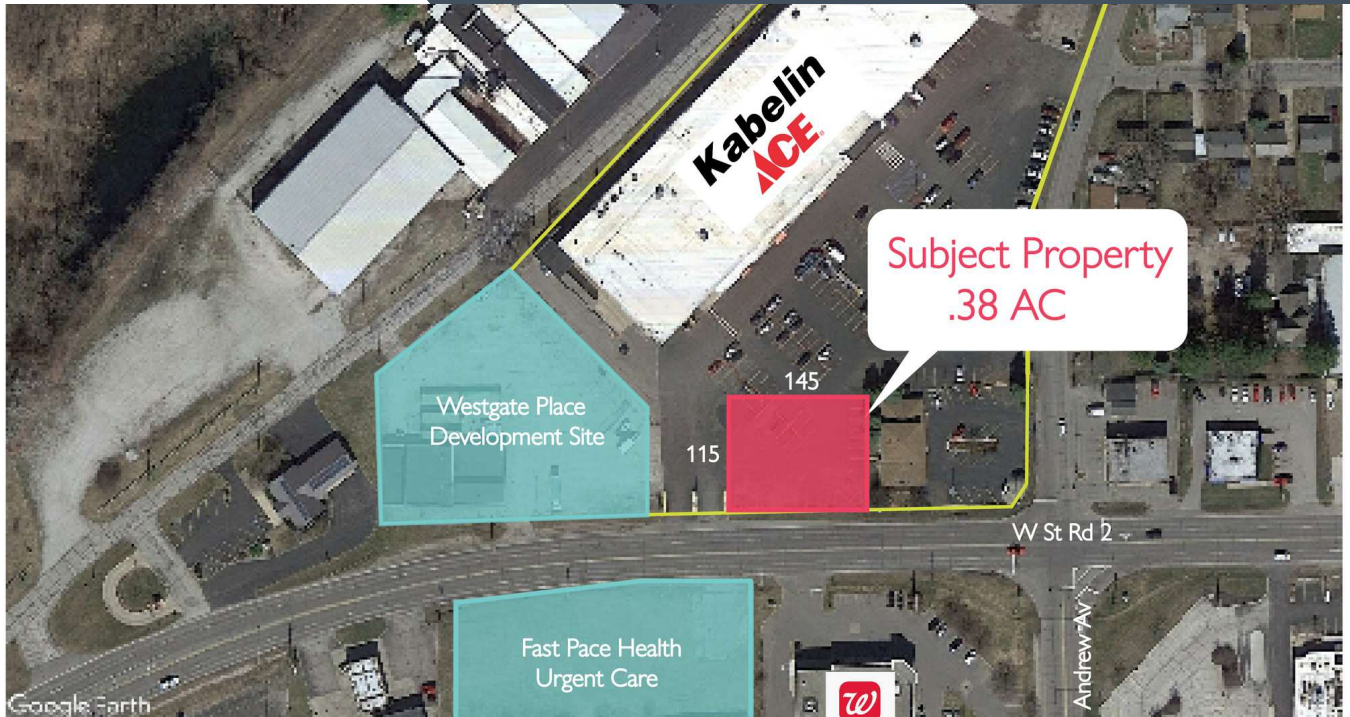 Kabelin
ACE
Subject Property
.38 AC
145
115
Westgate Place
Development Site
W St Rd 2
Andrew Av
Fast Pace Health
Urgent Care
W
Google Earth